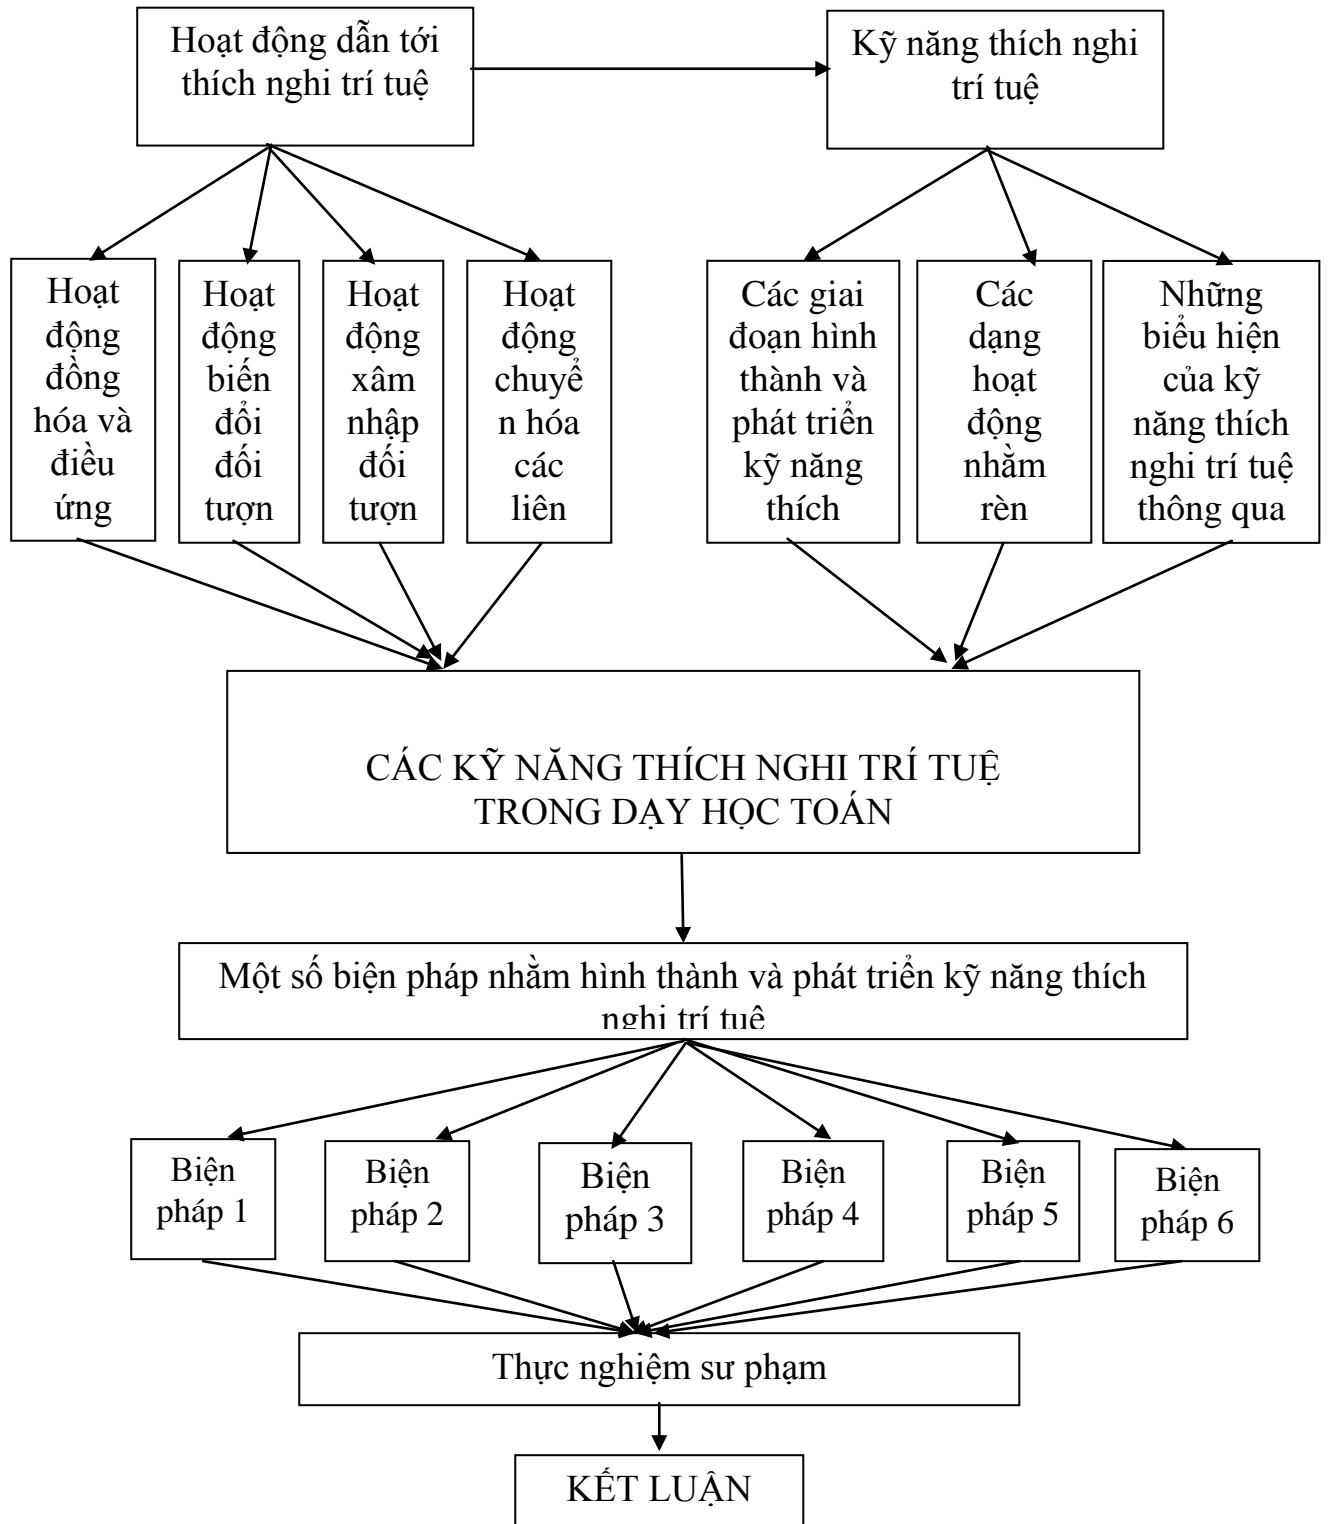 Hoạt động dẫn tới
thích nghi trí tuệ
Kỹ năng thích nghi
trí tuệ
Hoạt
động
đồng
hóa và
điều
ứng
Hoạt
động
biến
đổi
đối
tượn
Hoạt
động
xâm
nhập
đối
tượn
Hoạt
động
chuyể
n hóa
các
liên
Các giai
đoạn hình
thành và
phát triển
kỹ năng
thích
Các
dạng
hoạt
động
nhằm
rèn
Những
biểu hiện
của kỹ
năng thích
nghi trí tuệ
thông qua
CÁC KỸ NĂNG THÍCH NGHI TRÍ TUỆ
TRONG DẠY HỌC TOÁN
Một số biện pháp nhằm hình thành và phát triển kỹ năng thích
nghi trí tuệ
Biện
pháp 1
Biện
pháp 2
Biện
pháp 3
Biện
pháp 4
Biện
pháp 5
Biện
pháp 6
Thực nghiệm sư phạm
KẾT LUẬN